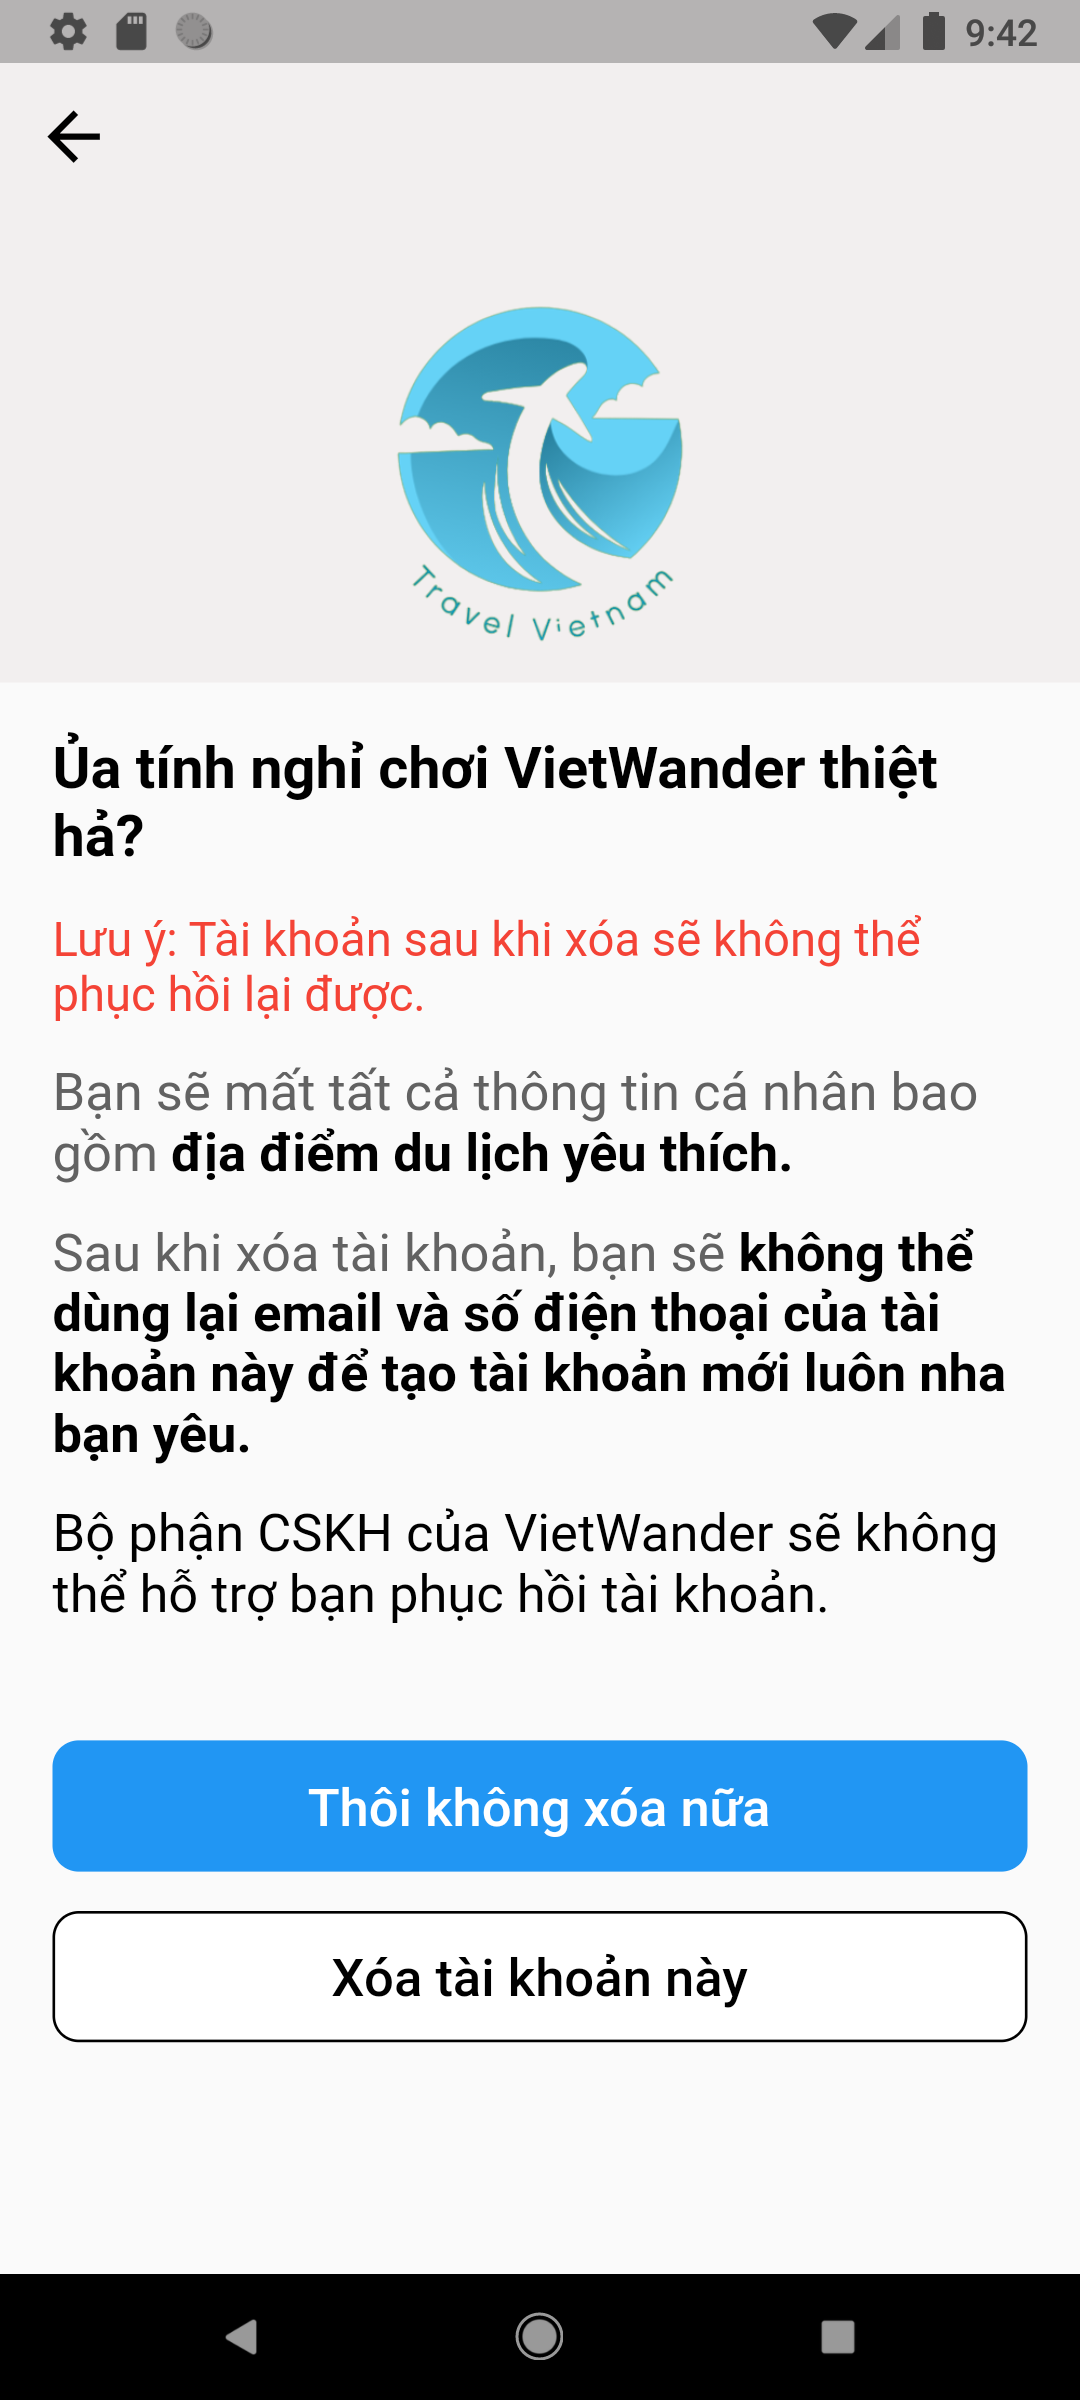 9:42
Travel Vietnam
Ủa tính nghỉ chơi VietWander thiệt
hả?
Lưu ý: Tài khoản sau khi xóa sẽ không thể
phục hồi lại được.
Bạn sẽ mất tất cả thông tin cá nhân bao
gồm địa điểm du lịch yêu thích.
Sau khi xóa tài khoản, bạn sẽ không thể
dùng lại email và số điện thoại của tài
khoản này để tạo tài khoản mới luôn nha
bạn yêu.
Bộ phận CSKH của VietWander sẽ không
thể hỗ trợ bạn phục hồi tài khoản.
Thôi không xóa nữa
Xóa tài khoản này